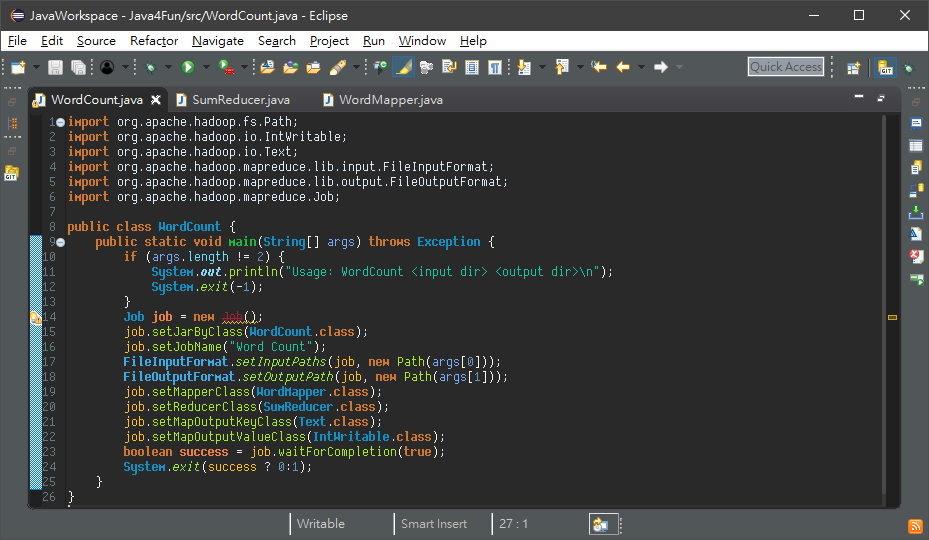 JavaWorkspace - Java4Fun/src/WordCount.java - Eclipse
File Edit Source Refactor Navigate Search Project Run Window Help
Quick Access
WordCount.java SumReducer.java WordMapper.java
1 import org.apache.hadoop.fs.Path;
2 import org.apache.hadoop.io.IntWritable;
3 import org.apache.hadoop.io.Text;
4 import org.apache.hadoop.mapreduce.lib.input.FileInputFormat;
5 import org.apache.hadoop.mapreduce.lib.output.FileOutputFormat;
6 import org.apache.hadoop.mapreduce.Job;
7
8 public class WordCount {
9 public static void main(String[] args) throws Exception {
10 if (args.length != 2) {
11 System.out.println("Usage: WordCount <input dir> <output dir>\n");
12 System.exit(-1);
13 }
14 Job job = new Job();
15 job.setJarByClass(WordCount.class);
16 job.setJobName("Word Count");
17 FileInputFormat.setInputPaths(job, new Path(args[0]));
18 FileOutputFormat.setOutputPath(job, new Path(args[1]));
19 job.setMapperClass(WordMapper.class);
20 job.setReducerClass(SumReducer.class);
21 job.setMapOutputKeyClass(Text.class);
22 job.setMapOutputValueClass(IntWritable.class);
23 boolean success = job.waitForCompletion(true);
24 System.exit(success ? 0:1);
25 }
26 }
Writable Smart Insert 27 : 1